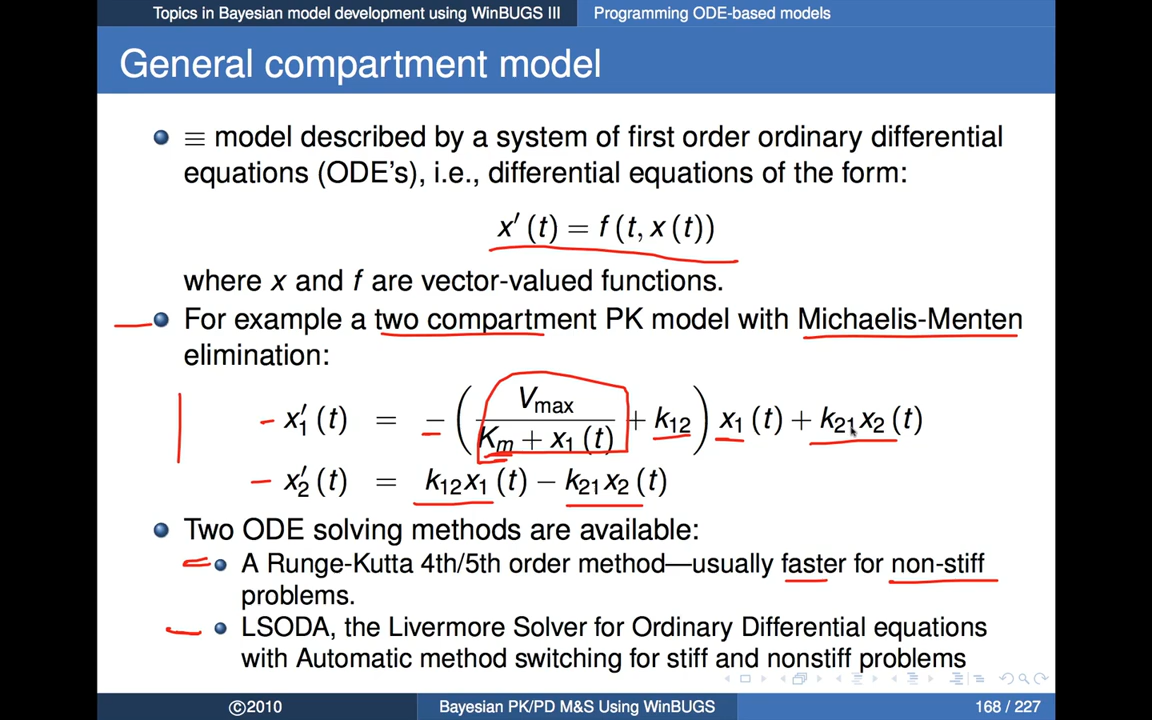 Topics in Bayesian model development using WinBUGS III Programming ODE-based models
General compartment model
≡ model described by a system of first order ordinary differential
equations (ODE's), i.e., differential equations of the form:
x′(t) = f(t, x(t))
where x and f are vector-valued functions.
For example a two compartment PK model with Michaelis-Menten
elimination:
x′₁(t) = −(Vmax / (Km + x₁(t)) + k₁₂) x₁(t) + k₂₁x₂(t)
x′₂(t) = k₁₂x₁(t) − k₂₁x₂(t)
Two ODE solving methods are available:
A Runge-Kutta 4th/5th order method—usually faster for non-stiff
problems.
LSODA, the Livermore Solver for Ordinary Differential equations
with Automatic method switching for stiff and nonstiff problems
©2010 Bayesian PK/PD M&S Using WinBUGS 168 / 227